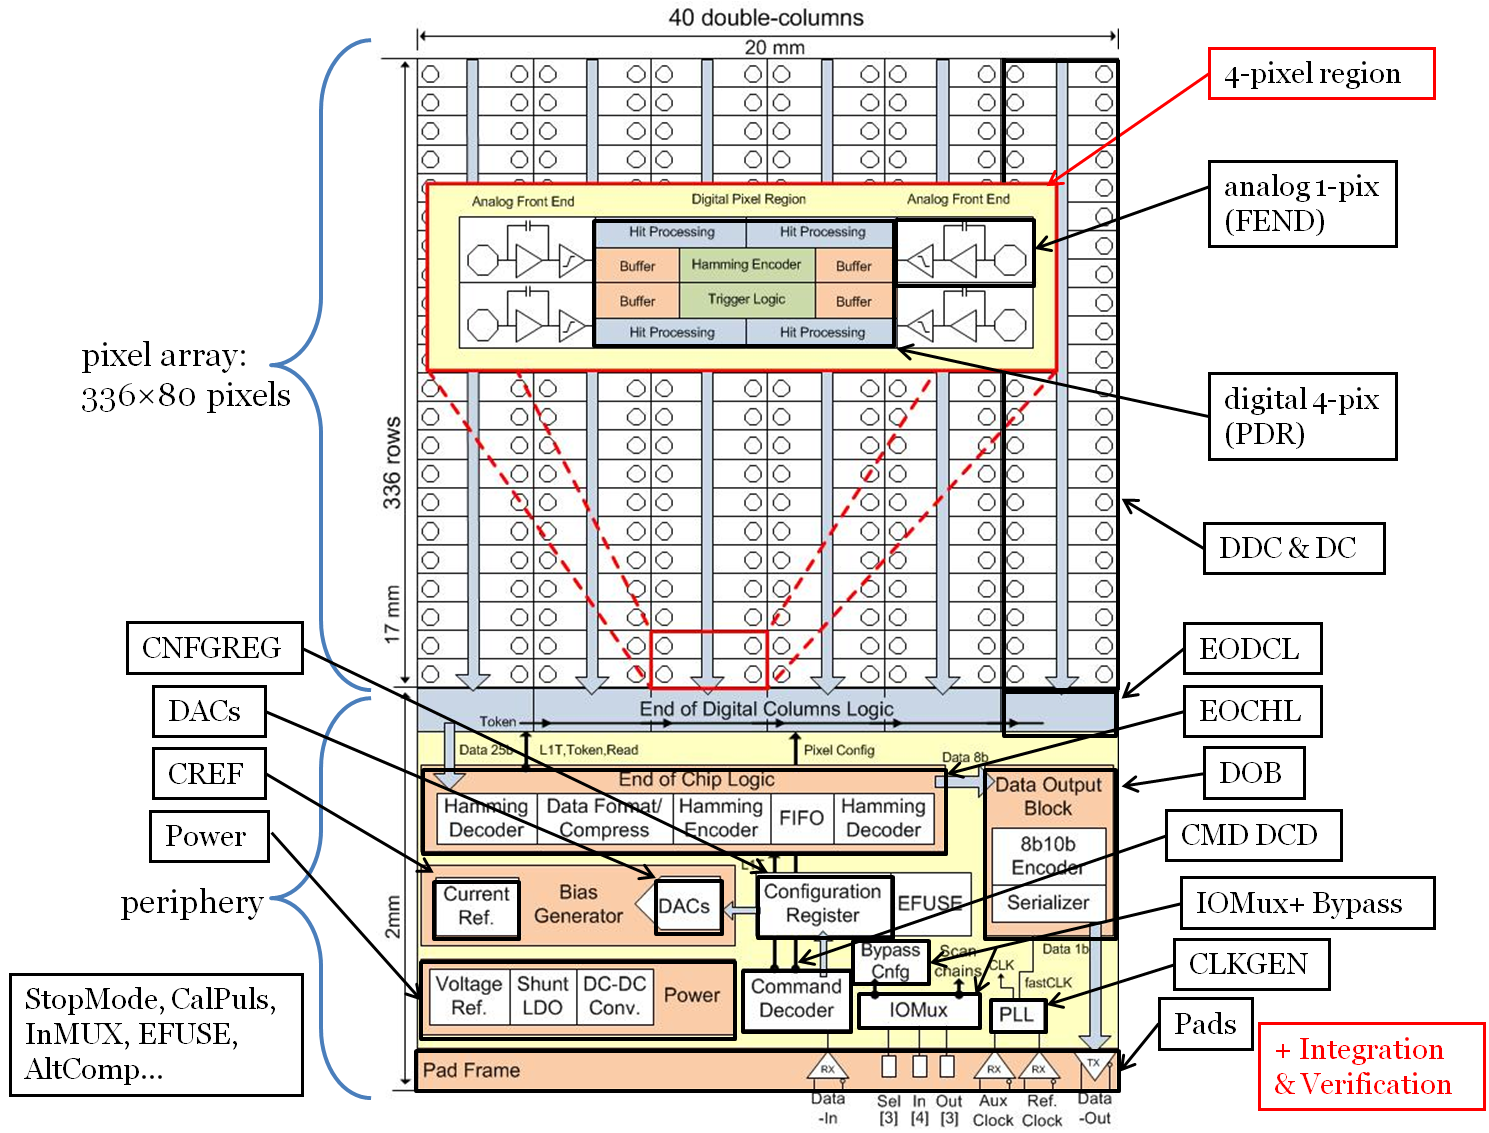 40 double-columns
20 mm
4-pixel region
analog 1-pix
(FEND)
Analog Front End
Digital Pixel Region
Analog Front End
Hit Processing
Hit Processing
Buffer
Hamming Encoder
Buffer
Buffer
Trigger Logic
Buffer
Hit Processing
Hit Processing
pixel array:
336×80 pixels
digital 4-pix
(PDR)
336 rows
17 mm
DDC & DC
CNFGREG
EODCL
DACs
EOCHL
End of Digital Columns Logic
Token
CREF
Data 25b
L1T,Token,Read
Pixel Config
Data 8b
DOB
End of Chip Logic
Hamming
Decoder
Data Format/
Compress
Hamming
Encoder
FIFO
Hamming
Decoder
Data Output
Block
8b10b
Encoder
Serializer
Power
CMD DCD
L1T
periphery
2mm
Current
Ref.
Bias
Generator
DACs
Configuration
Register
EFUSE
IOMux+ Bypass
Bypass
Cnfg
Scan
chains
CLK
fastCLK
Data 1b
CLKGEN
Voltage
Ref.
Shunt
LDO
DC-DC
Conv.
Power
Command
Decoder
IOMux
PLL
StopMode, CalPuls,
InMUX, EFUSE,
AltComp...
Pads
+ Integration
& Verification
Pad Frame
RX
RX
RX
TX
Data
-In
Sel
[3]
In
[4]
Out
[3]
Aux
Clock
Ref.
Clock
Data
-Out